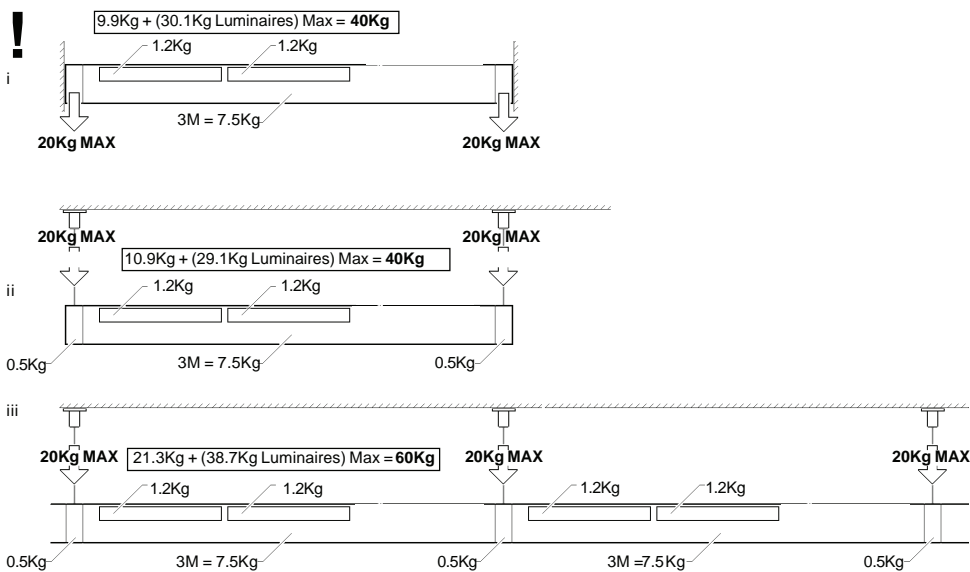 !
9.9Kg + (30.1Kg Luminaires) Max = 40Kg
1.2Kg 1.2Kg
i
3M = 7.5Kg
20Kg MAX 20Kg MAX
20Kg MAX 20Kg MAX
10.9Kg + (29.1Kg Luminaires) Max = 40Kg
ii 1.2Kg 1.2Kg
0.5Kg 3M = 7.5Kg 0.5Kg
iii
20Kg MAX 21.3Kg + (38.7Kg Luminaires) Max = 60Kg 20Kg MAX 20Kg MAX
1.2Kg 1.2Kg 1.2Kg 1.2Kg
0.5Kg 3M = 7.5Kg 0.5Kg 3M =7.5Kg 0.5Kg